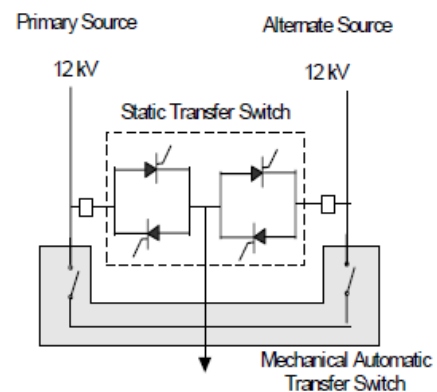 Primary Source
Alternate Source
12 kV
12 kV
Static Transfer Switch
Mechanical Automatic
Transfer Switch